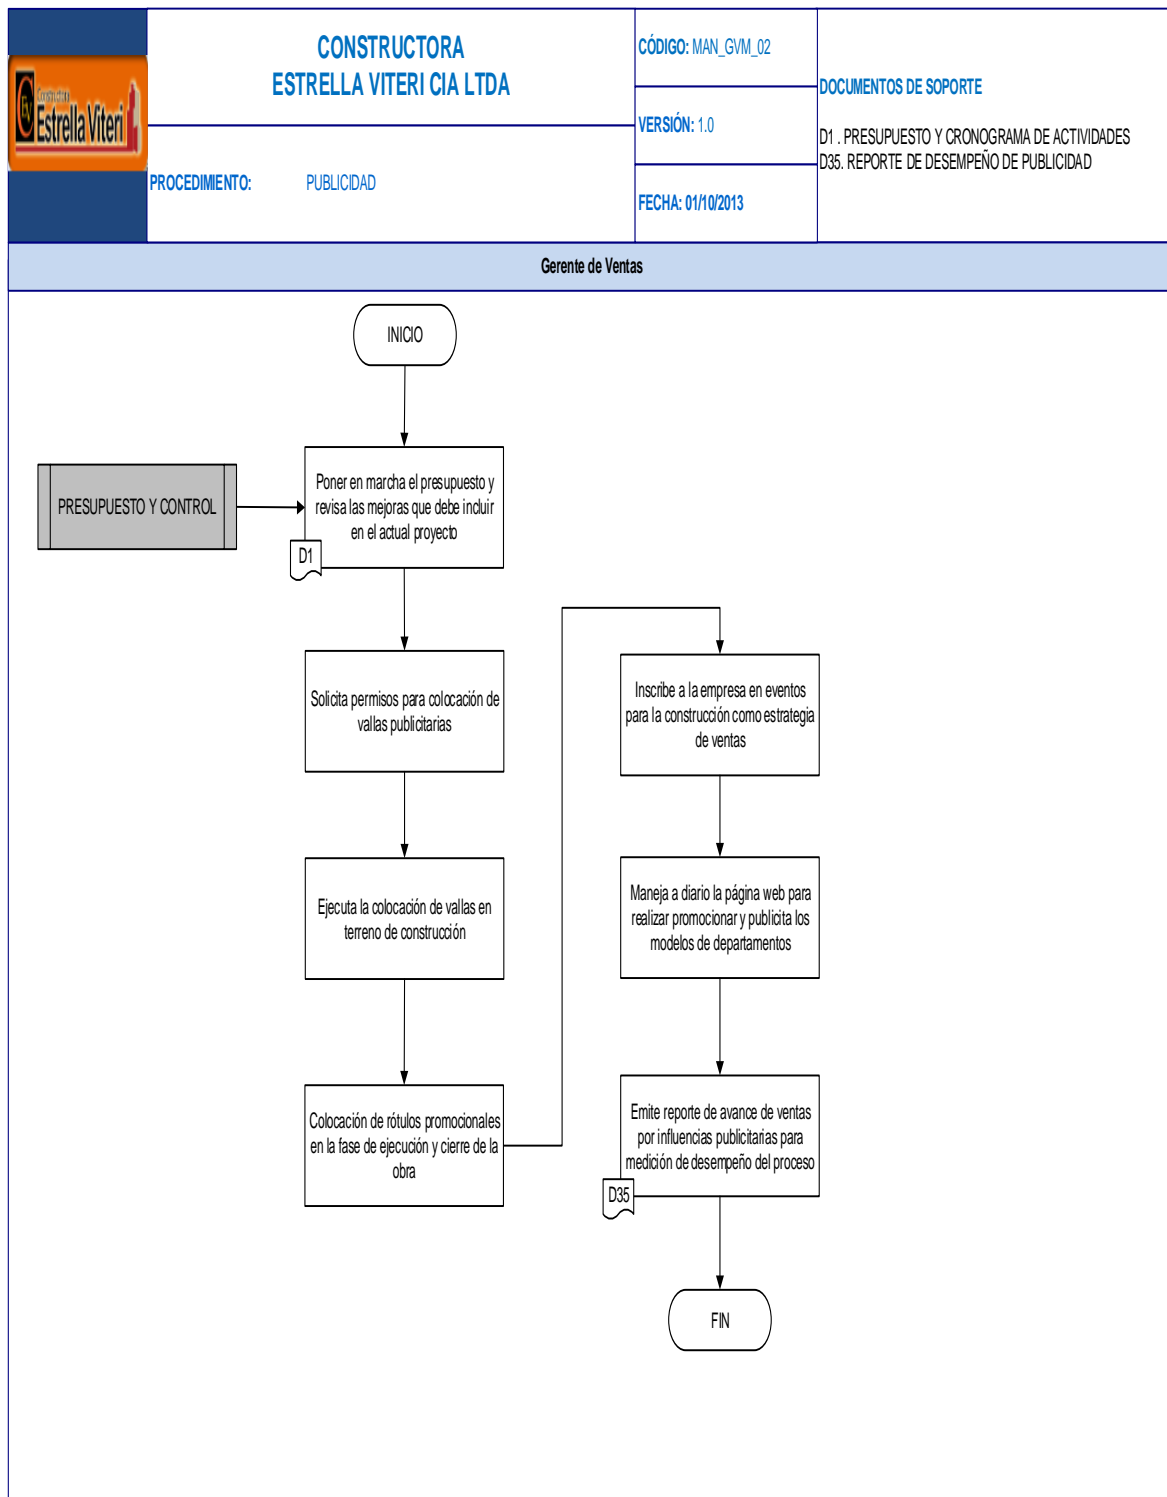 Constructora
Estrella Viteri
CONSTRUCTORA
ESTRELLA VITERI CIA LTDA
PROCEDIMIENTO: PUBLICIDAD
CÓDIGO: MAN_GVM_02
VERSIÓN: 1.0
FECHA: 01/10/2013
DOCUMENTOS DE SOPORTE
D1 . PRESUPUESTO Y CRONOGRAMA DE ACTIVIDADES
D35. REPORTE DE DESEMPEÑO DE PUBLICIDAD
Gerente de Ventas
INICIO
PRESUPUESTO Y CONTROL
Poner en marcha el presupuesto y
revisa las mejoras que debe incluir
en el actual proyecto
D1
Solicita permisos para colocación de
vallas publicitarias
Ejecuta la colocación de vallas en
terreno de construcción
Colocación de rótulos promocionales
en la fase de ejecución y cierre de la
obra
Inscribe a la empresa en eventos
para la construcción como estrategia
de ventas
Maneja a diario la página web para
realizar promocionar y publicita los
modelos de departamentos
Emite reporte de avance de ventas
por influencias publicitarias para
medición de desempeño del proceso
D35
FIN